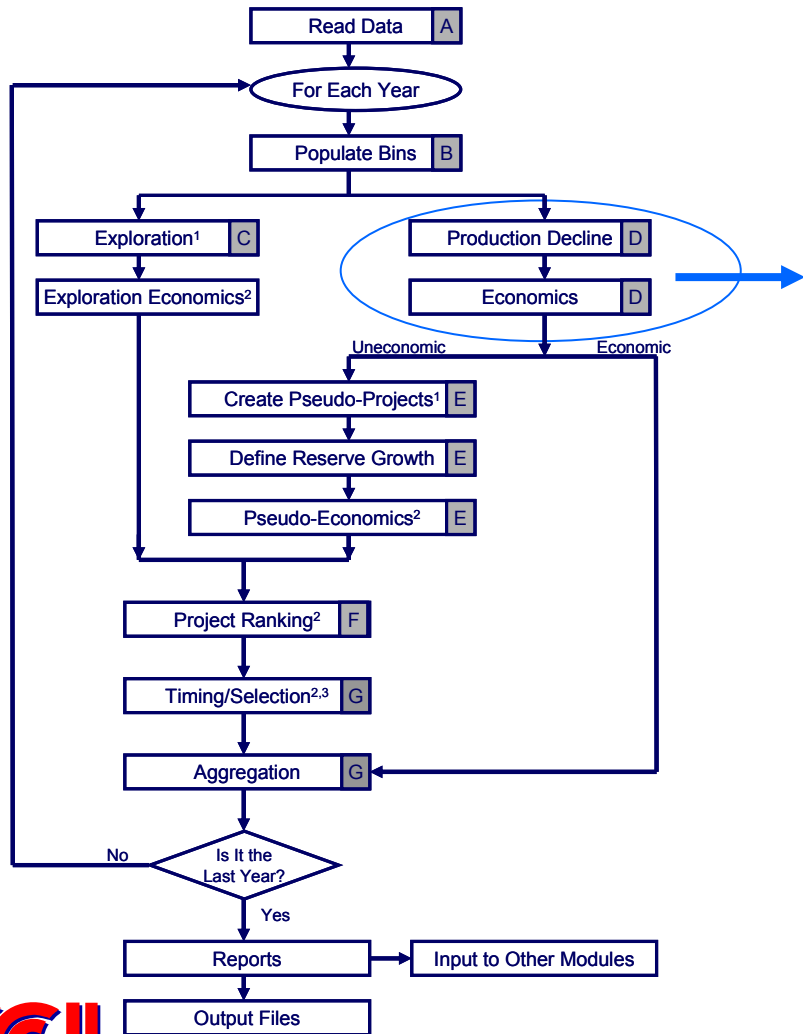 Read Data A
For Each Year
Populate Bins B
Exploration¹ C
Production Decline D
Exploration Economics²
Economics D
Uneconomic
Economic
Create Pseudo-Projects¹ E
Define Reserve Growth E
Pseudo-Economics² E
Project Ranking² F
Timing/Selection²,³ G
Aggregation G
No
Is It the
Last Year?
Yes
Reports
Input to Other Modules
Output Files